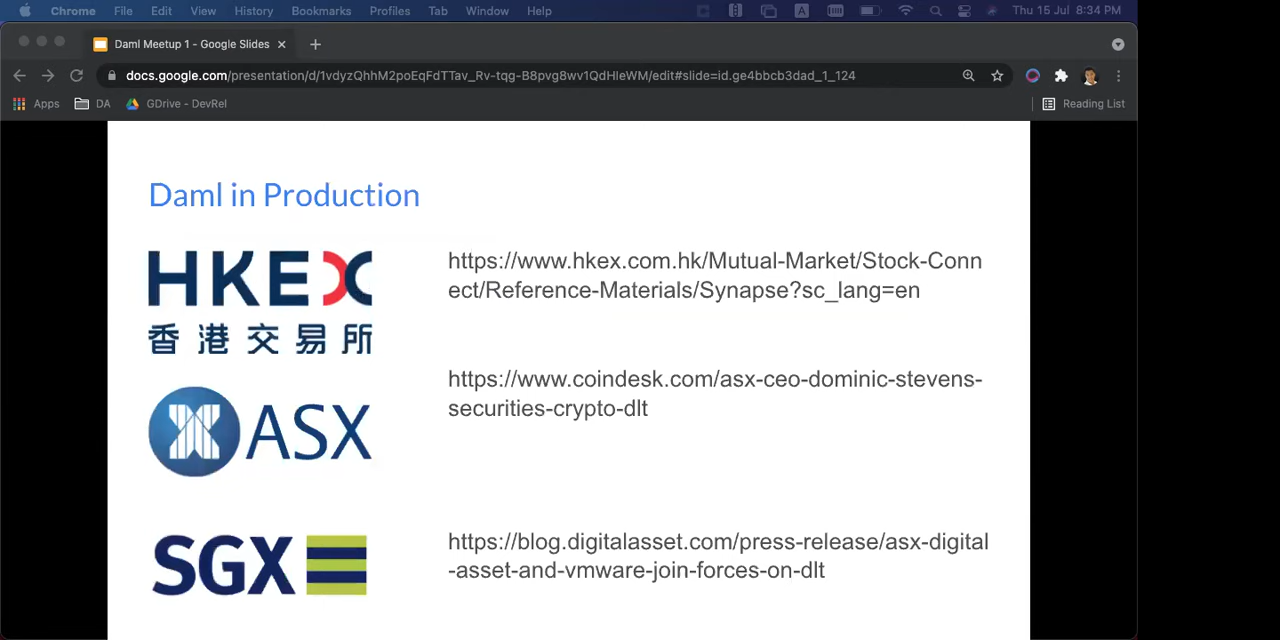 Chrome File Edit View History Bookmarks Profiles Tab Window Help Thu 15 Jul 8:34 PM
Daml Meetup 1 - Google Slides
docs.google.com/presentation/d/1vdyzQhhM2poEqFdTTav_Rv-tqg-B8pvg8wv1QdHIeWM/edit#slide=id.ge4bbcb3dad_1_124
Apps DA GDrive - DevRel Reading List
Daml in Production
HKEX
香港交易所
https://www.hkex.com.hk/Mutual-Market/Stock-Conn
ect/Reference-Materials/Synapse?sc_lang=en
ASX
https://www.coindesk.com/asx-ceo-dominic-stevens-
securities-crypto-dlt
SGX
https://blog.digitalasset.com/press-release/asx-digital
-asset-and-vmware-join-forces-on-dlt